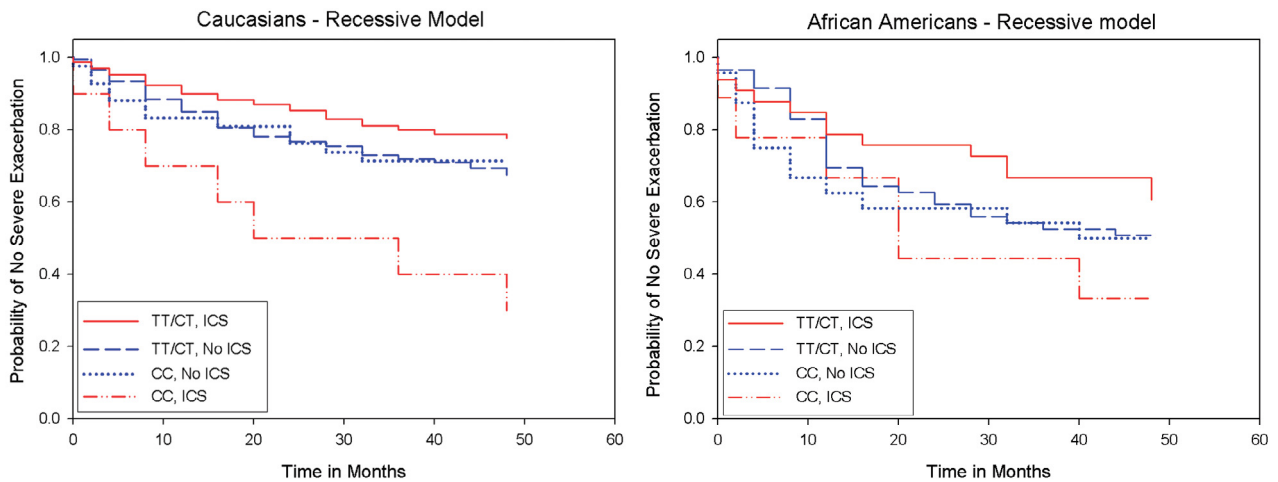 Caucasians - Recessive Model
Probability of No Severe Exacerbation
1.0
0.8
0.6
0.4
0.2
0.0
TT/CT, ICS
TT/CT, No ICS
CC, No ICS
CC, ICS
0 10 20 30 40 50 60
Time in Months
African Americans - Recessive model
Probability of No Severe Exacerbation
1.0
0.8
0.6
0.4
0.2
0.0
TT/CT, ICS
TT/CT, No ICS
CC, No ICS
CC, ICS
0 10 20 30 40 50 60
Time in Months